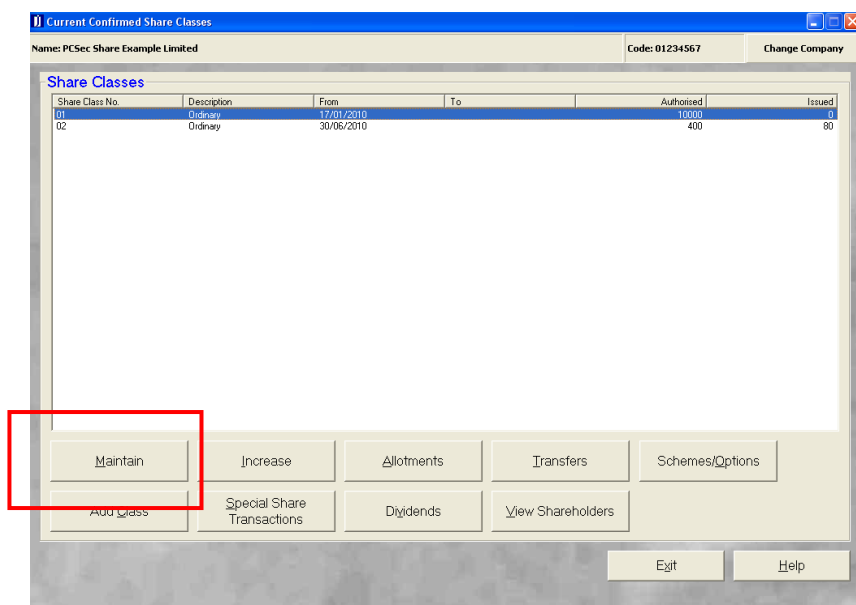 Current Confirmed Share Classes
Name: PCSec Share Example Limited Code: 01234567 Change Company
Share Classes
Share Class No. Description From To Authorised Issued
01 Ordinary 17/01/2010 10000 0
02 Ordinary 30/06/2010 400 80
Maintain Increase Allotments Transfers Schemes/Options
Add Class Special Share Transactions Dividends View Shareholders
Exit Help